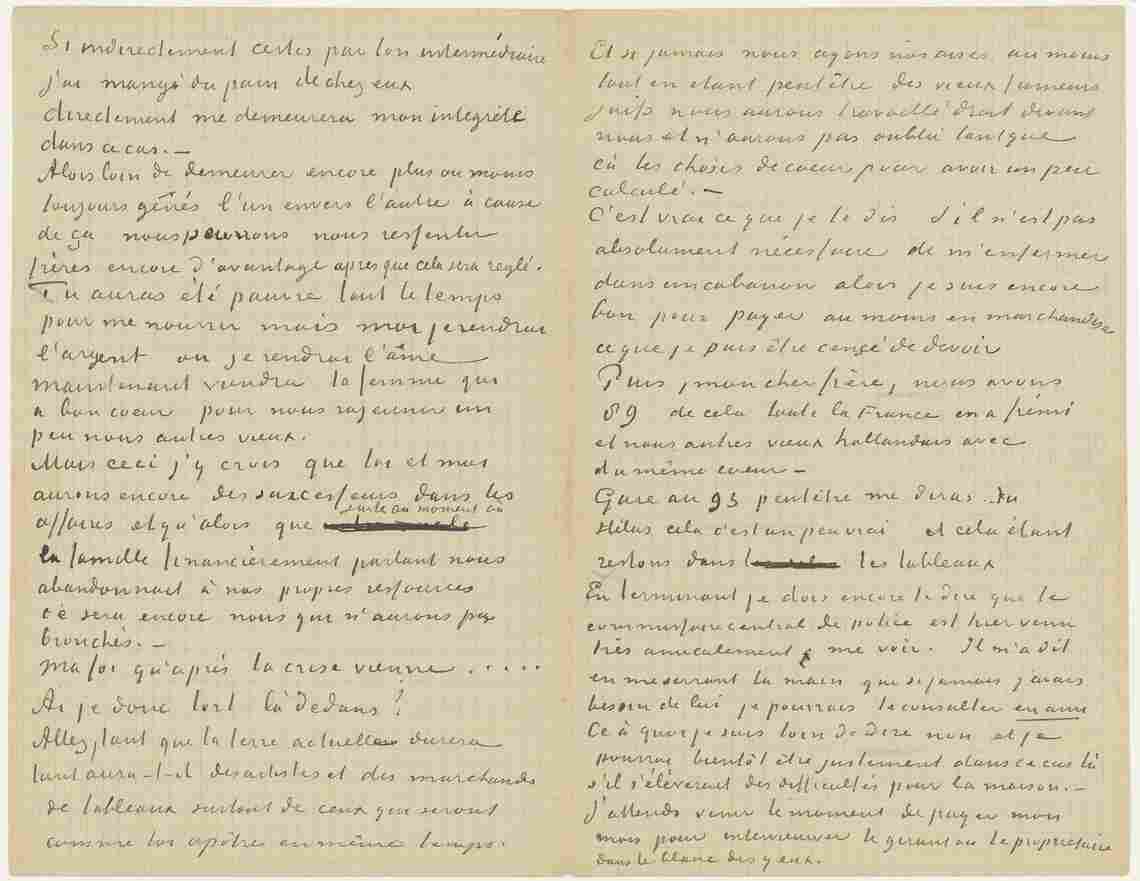 Si indirectement certes par ton intermédiaire
j'ai mangé du pain de chez eux
directement me demeurera mon intégrité
dans ce cas. —
Alors loin de demeurer encore plus ou moins
toujours gênés l'un envers l'autre à cause
de ça nous pourrons nous ressentir
frères encore d'avantage après que cela sera reglé.
Tu auras été pauvre tout le temps
pour me nourrir mais moi je rendrai
l'argent ou je rendrai l'âme
maintenant viendra ta femme qui
a bon coeur pour nous rajeunir un
peu nous autres vieux.
Mais ceci j'y crois que toi et moi
aurons encore des successeurs dans les
affaires et qu'alors que juste au moment où
la famille financièrement parlant nous
abandonnait à nos propres ressources
ce sera encore nous qui n'aurons pas
bronchés. —
Ma foi qu'après la crise vienne . . . . .
Ai je donc tort là dedans?
Allez, tant que la terre actuelle durera
tant aura-t-il des artistes et des marchands
de tableaux surtout de ceux qui seront
comme toi apôtre en même temps.
Et si jamais nous ayons nos aises au moins
tout en étant peut être des vieux fumeurs
juifs nous aurons travaillé droit devant
nous et n'aurons pas oublié tant que
cà les choses de coeur pour avoir un peu
calculé. —
C'est vrai ce que je te dis s'il n'est pas
absolument nécessaire de m'enfermer
dans un cabanon alors je suis encore
bon pour payer au moins en marchandise
ce que je puis être censé de devoir
Puis, mon cher frère, nous avons
89 de cela toute la France en a frémi
et nous autres vieux hollandais avec
du même coeur —
Gare au 93 peutêtre me diras Tu
Hélas cela c'est un peu vrai et cela étant
restons dans les tableaux
En terminant je dois encore te dire que le
commissaire central de police est hier venu
très amicalement me voir. Il m'a dit
en me serrant la main que si jamais j'avais
besoin de lui je pourrais le consulter en ami
Ce à quoi je suis loin de dire non et je
pourrai bientôt être justement dans ce cas là
s'il s'élèverait des difficultés pour la maison. —
J'attends venir le moment de payer mon
mois pour interviewer le gérant ou le propriétaire
dans le blanc des yeux.